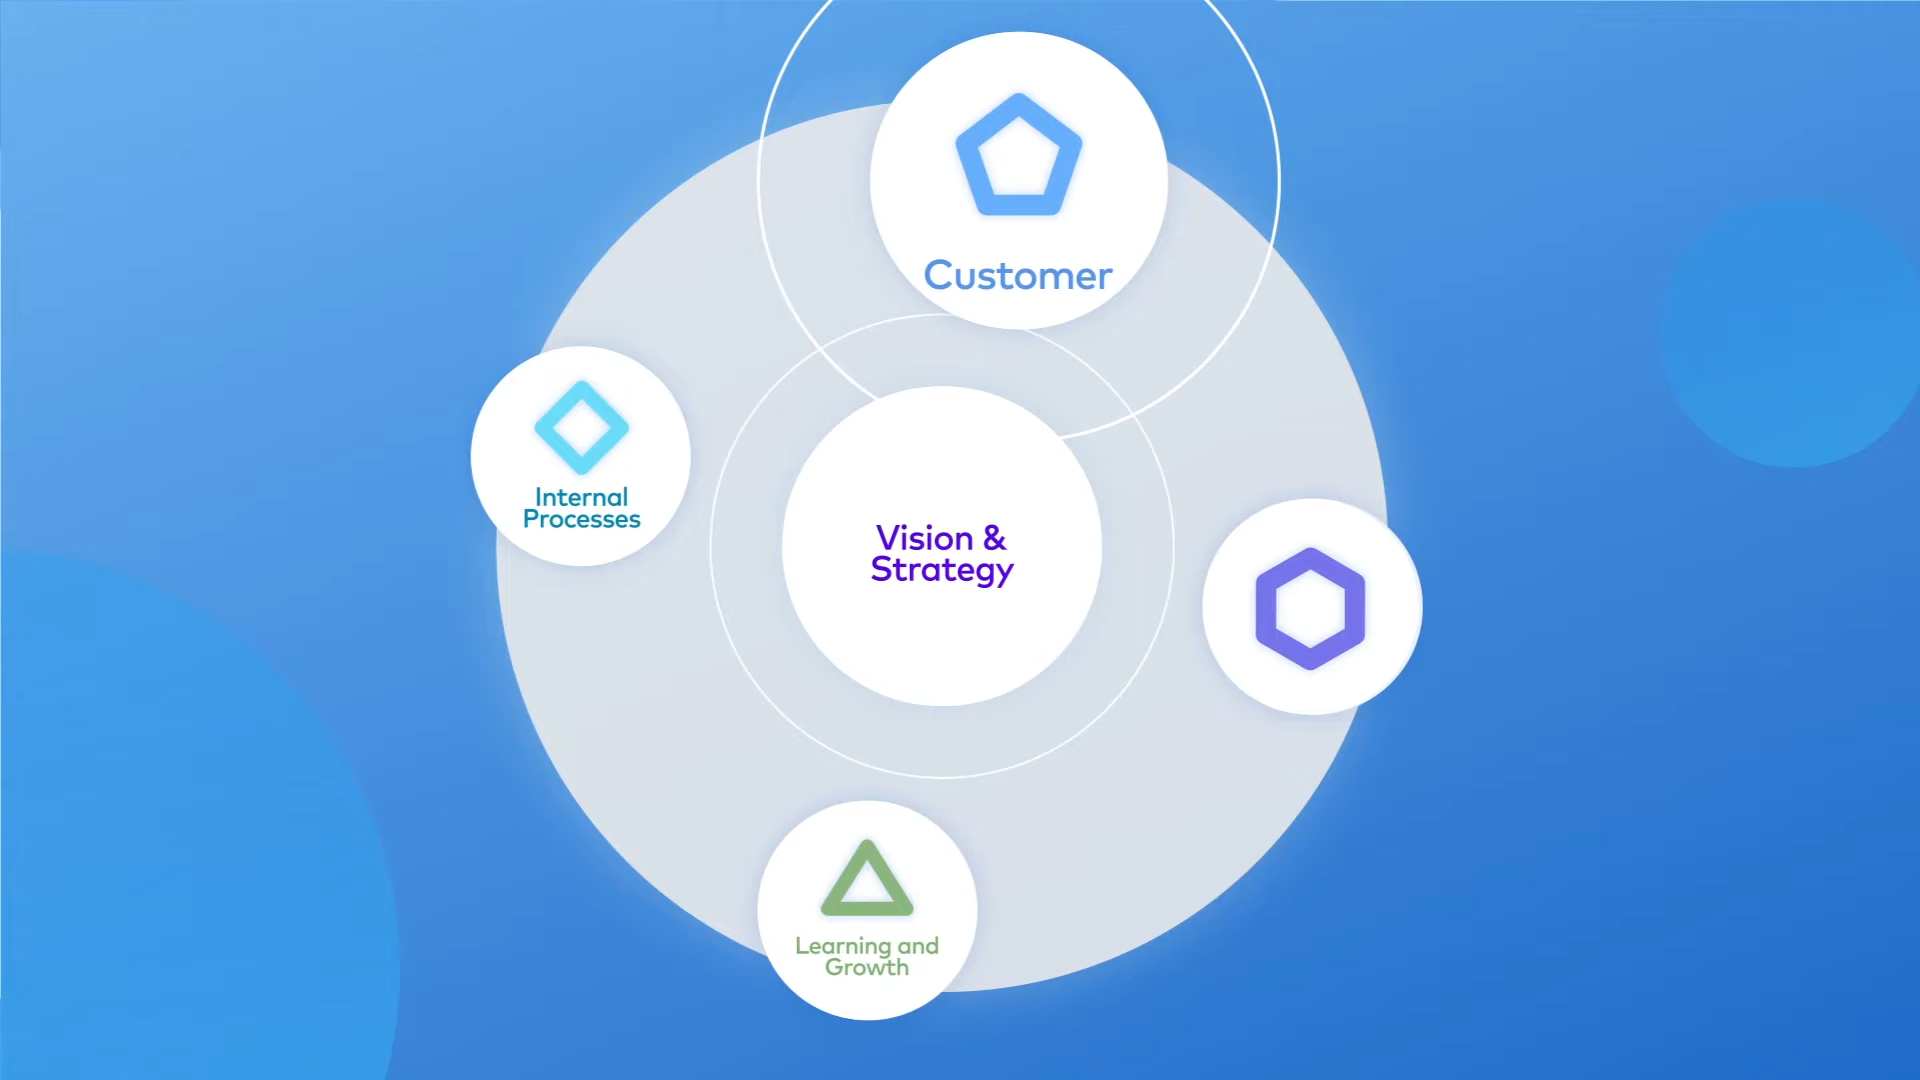 Customer
Internal
Processes
Vision &
Strategy
Learning and
Growth